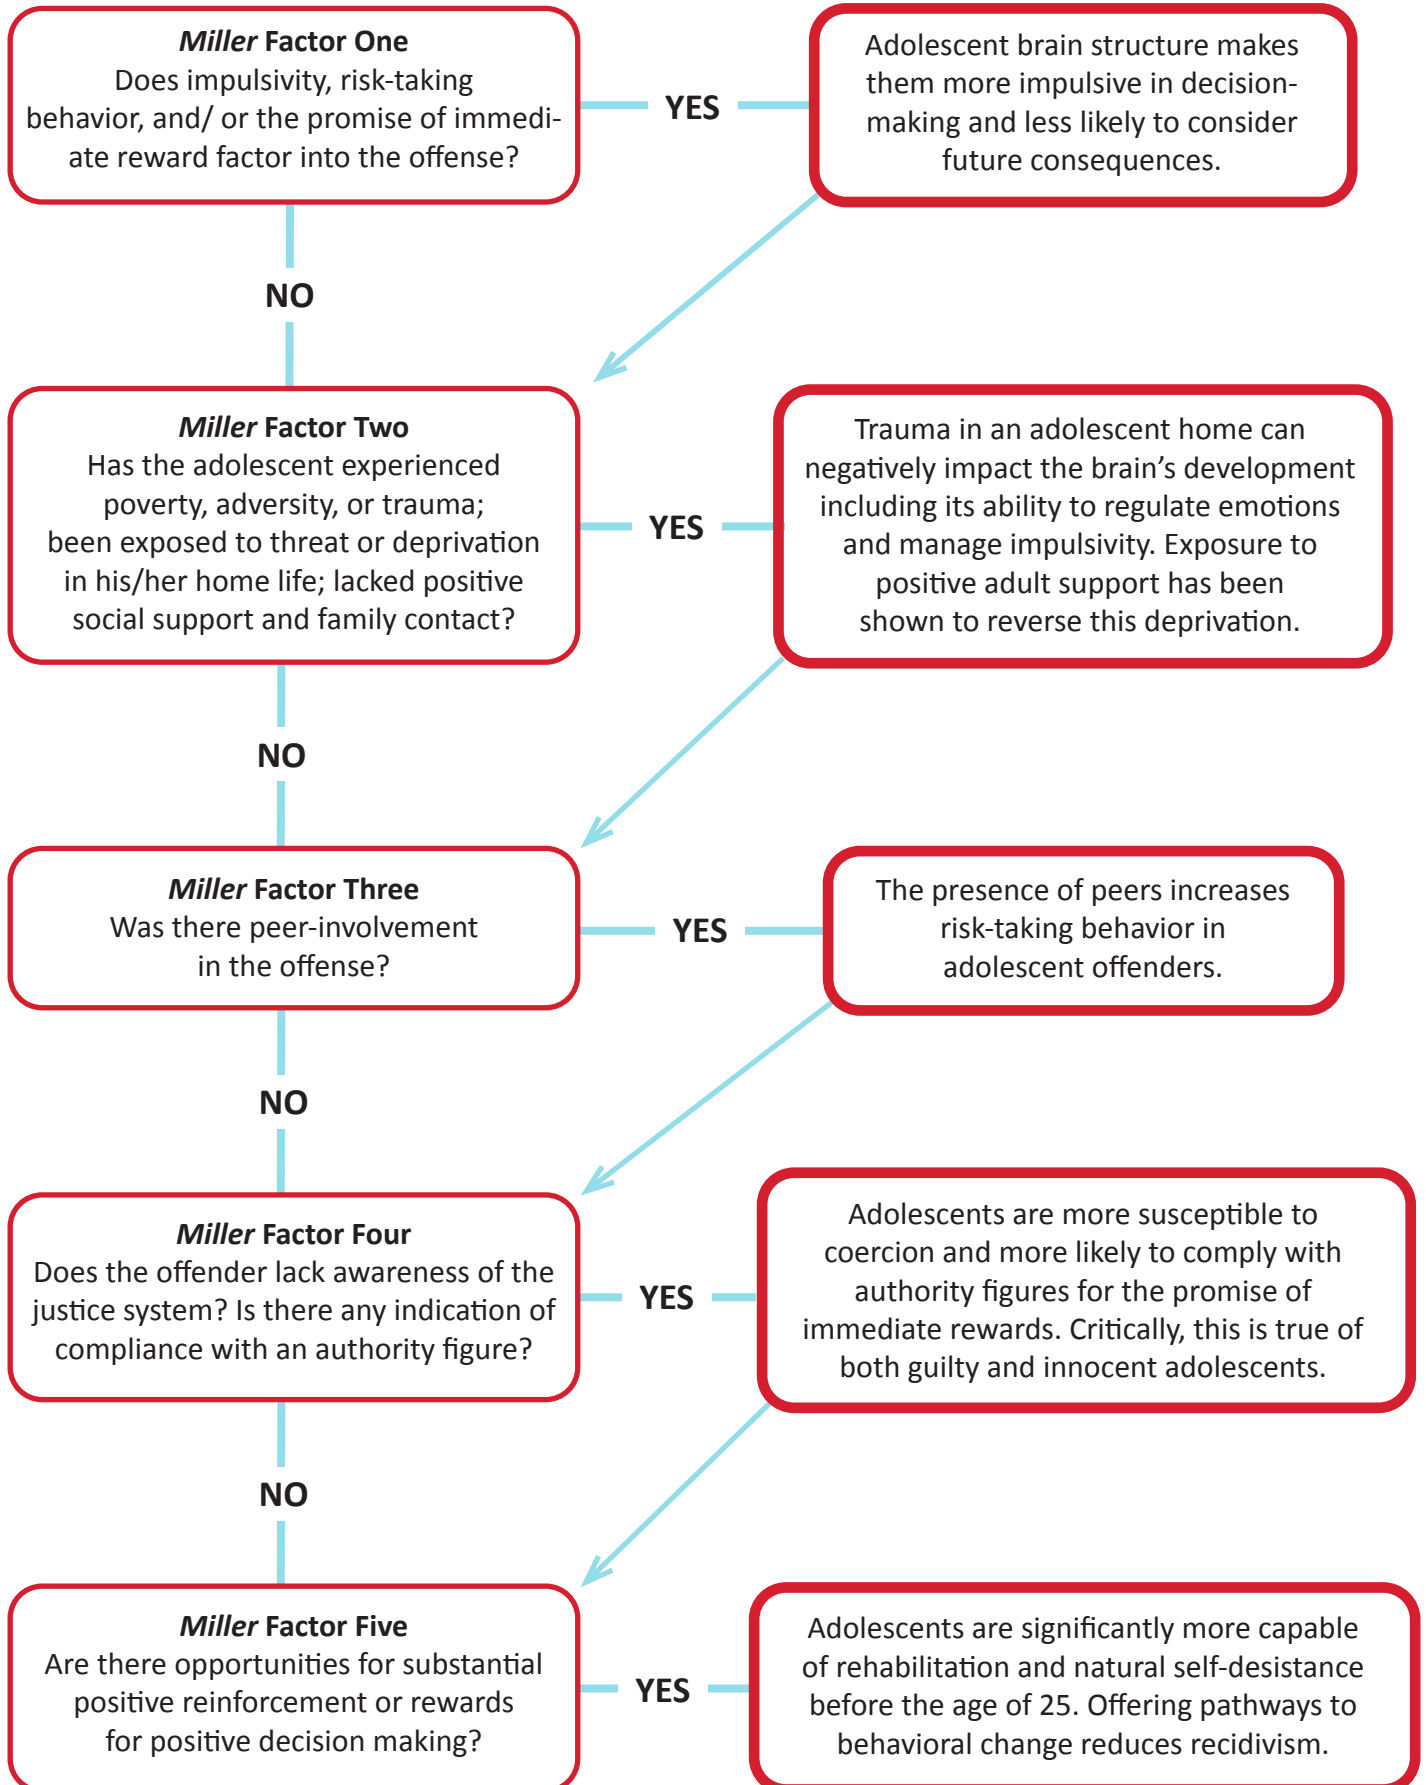 Miller Factor One
Does impulsivity, risk-taking
behavior, and/ or the promise of immedi-
ate reward factor into the offense?
YES
Adolescent brain structure makes
them more impulsive in decision-
making and less likely to consider
future consequences.
NO
Miller Factor Two
Has the adolescent experienced
poverty, adversity, or trauma;
been exposed to threat or deprivation
in his/her home life; lacked positive
social support and family contact?
YES
Trauma in an adolescent home can
negatively impact the brain’s development
including its ability to regulate emotions
and manage impulsivity. Exposure to
positive adult support has been
shown to reverse this deprivation.
NO
Miller Factor Three
Was there peer-involvement
in the offense?
YES
The presence of peers increases
risk-taking behavior in
adolescent offenders.
NO
Miller Factor Four
Does the offender lack awareness of the
justice system? Is there any indication of
compliance with an authority figure?
YES
Adolescents are more susceptible to
coercion and more likely to comply with
authority figures for the promise of
immediate rewards. Critically, this is true of
both guilty and innocent adolescents.
NO
Miller Factor Five
Are there opportunities for substantial
positive reinforcement or rewards
for positive decision making?
YES
Adolescents are significantly more capable
of rehabilitation and natural self-desistance
before the age of 25. Offering pathways to
behavioral change reduces recidivism.